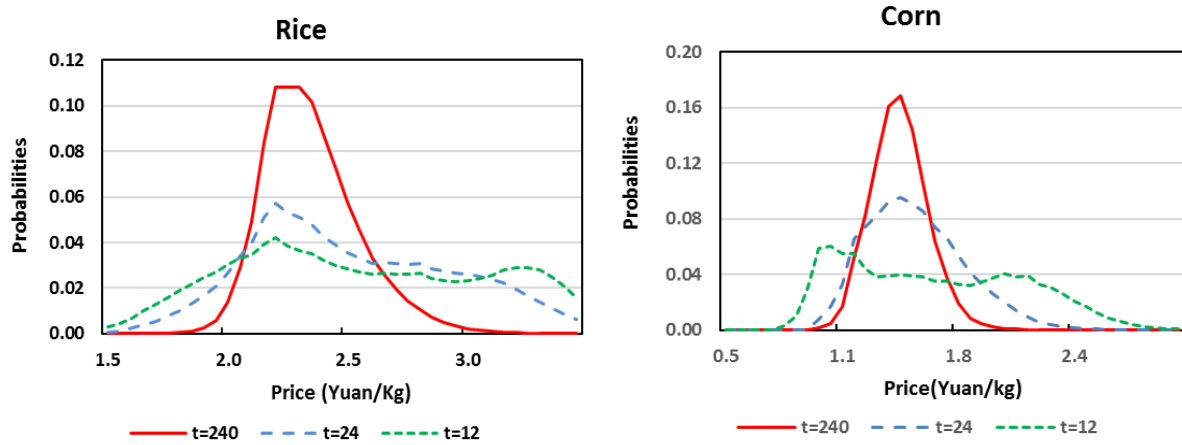 Rice
0.12
0.10
0.08
0.06
0.04
0.02
0.00
Probabilities
1.5 2.0 2.5 3.0
Price (Yuan/Kg)
t=240 t=24 t=12
Corn
0.20
0.16
0.12
0.08
0.04
0.00
Probabilities
0.5 1.1 1.8 2.4
Price(Yuan/kg)
t=240 t=24 t=12